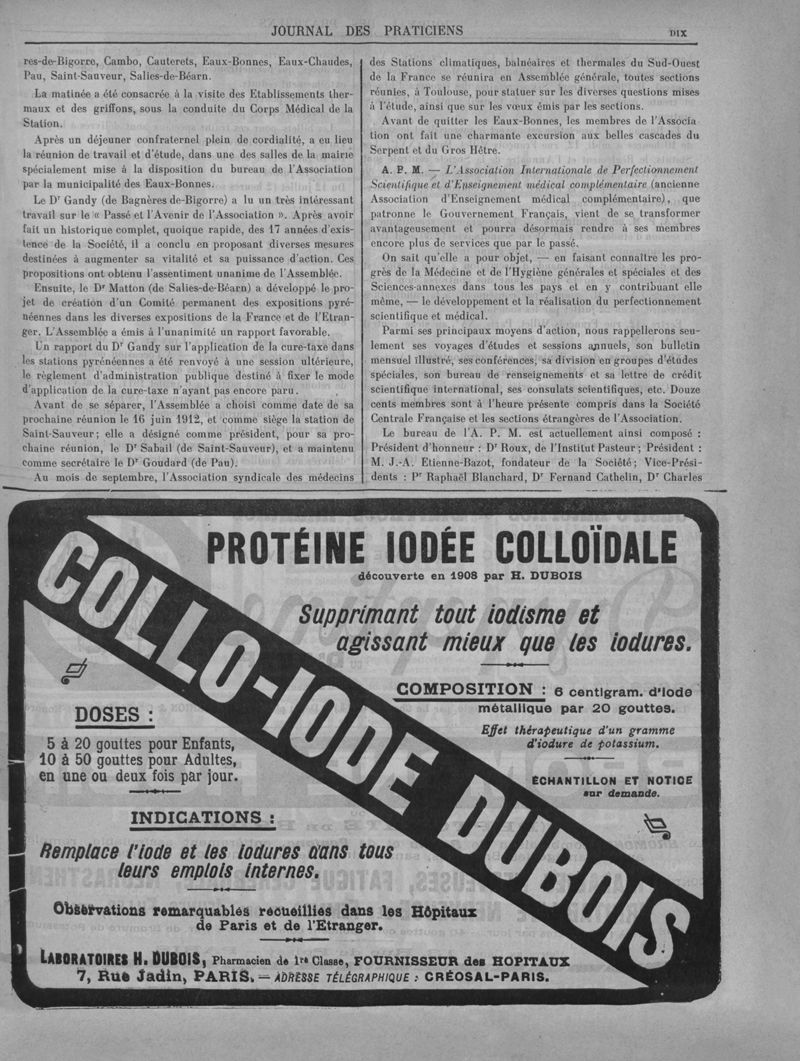 JOURNAL DES PRATICIENS
DIX
res-de-Bigorre, Cambo, Cauterets, Eaux-Bonnes, Eaux-Chaudes,
Pau, Saint-Sauveur, Salies-de-Béarn.
La matinée a été consacrée à la visite des Etablissements ther-
maux et des griffons, sous la conduite du Corps Médical de la
Station.
Après un déjeuner confraternel plein de cordialité, a eu lieu
la réunion de travail et d'étude, dans une des salles de la mairie
spécialement mise à la disposition du bureau de l'Association
par la municipalité des Eaux-Bonnes.
Le Dr Gandy (de Bagnères-de-Bigorre) a lu un très intéressant
travail sur le « Passé et l'Avenir de l'Association ». Après avoir
fait un historique complet, quoique rapide, des 17 années d'exis-
tence de la Société, il a conclu en proposant diverses mesures
destinées à augmenter sa vitalité et sa puissance d'action. Ces
propositions ont obtenu l'assentiment unanime de l'Assemblée.
Ensuite, le Dr Matton (de Salies-de-Béarn) a développé le pro-
jet de création d'un Comité permanent des expositions pyré-
néennes dans les diverses expositions de la France et de l'Etran-
ger. L'Assemblée a émis à l'unanimité un rapport favorable.
Un rapport du Dr Gandy sur l'application de la cure-taxe dans
les stations pyrénéennes a été renvoyé à une session ultérieure,
le règlement d'administration publique destiné à fixer le mode
d'application de la cure-taxe n'ayant pas encore paru.
Avant de se séparer, l'Assemblée a choisi comme date de sa
prochaine réunion le 16 juin 1912, et comme siège la station de
Saint-Sauveur; elle a désigné comme président, pour sa pro-
chaine réunion, le Dr Sabail (de Saint-Sauveur), et a maintenu
comme secrétaire le Dr Goudard (de Pau).
Au mois de septembre, l'Association syndicale des médecins
des Stations climatiques, balnéaires et thermales du Sud-Ouest
de la France se réunira en Assemblée générale, toutes sections
réunies, à Toulouse, pour statuer sur les diverses questions mises
à l'étude, ainsi que sur les vœux émis par les sections.
Avant de quitter les Eaux-Bonnes, les membres de l'Associa
tion ont fait une charmante excursion aux belles cascades du
Serpent et du Gros Hêtre.
A. P. M. — L'Association Internationale de Perfectionnement
Scientifique et d'Enseignement médical complémentaire (ancienne
Association d'Enseignement médical complémentaire), que
patronne le Gouvernement Français, vient de se transformer
avantageusement et pourra désormais rendre à ses membres
encore plus de services que par le passé.
On sait qu'elle a pour objet, — en faisant connaître les pro-
grès de la Médecine et de l'Hygiène générales et spéciales et des
Sciences-annexes dans tous les pays et en y contribuant elle
même, — le développement et la réalisation du perfectionnement
scientifique et médical.
Parmi ses principaux moyens d'action, nous rappellerons seu-
lement ses voyages d'études et sessions annuels, son bulletin
mensuel illustré, ses conférences, sa division en groupes d'études
spéciales, son bureau de renseignements et sa lettre de crédit
scientifique international, ses consulats scientifiques, etc. Douze
cents membres sont à l'heure présente compris dans la Société
Centrale Française et les sections étrangères de l'Association.
Le bureau de l'A. P. M. est actuellement ainsi composé :
Président d'honneur : Dr Roux, de l'Institut Pasteur; Président :
M. J.-A. Etienne-Bazot, fondateur de la Société; Vice-Prési-
dents : Pr Raphaël Blanchard, Dr Fernand Cathelin, Dr Charles
PROTÉINE IODÉE COLLOÏDALE
découverte en 1908 par H. DUBOIS
COLLO-IODE DUBOIS
Supprimant tout iodisme et
agissant mieux que les iodures.
COMPOSITION : 6 centigram. d'Iode
métallique par 20 gouttes.
Effet thérapeutique d'un gramme
d'iodure de potassium.
ÉCHANTILLON ET NOTICE
sur demande.
DOSES :
5 à 20 gouttes pour Enfants,
10 à 50 gouttes pour Adultes,
en une ou deux fois par jour.
INDICATIONS :
Remplace l'iode et les iodures dans tous
leurs emplois internes.
Observations remarquables recueillies dans les Hôpitaux
de Paris et de l'Etranger.
LABORATOIRES H. DUBOIS, Pharmacien de 1re Classe, FOURNISSEUR des HOPITAUX
7, Rue Jadin, PARIS. — ADRESSE TÉLÉGRAPHIQUE : CRÉOSAL-PARIS.